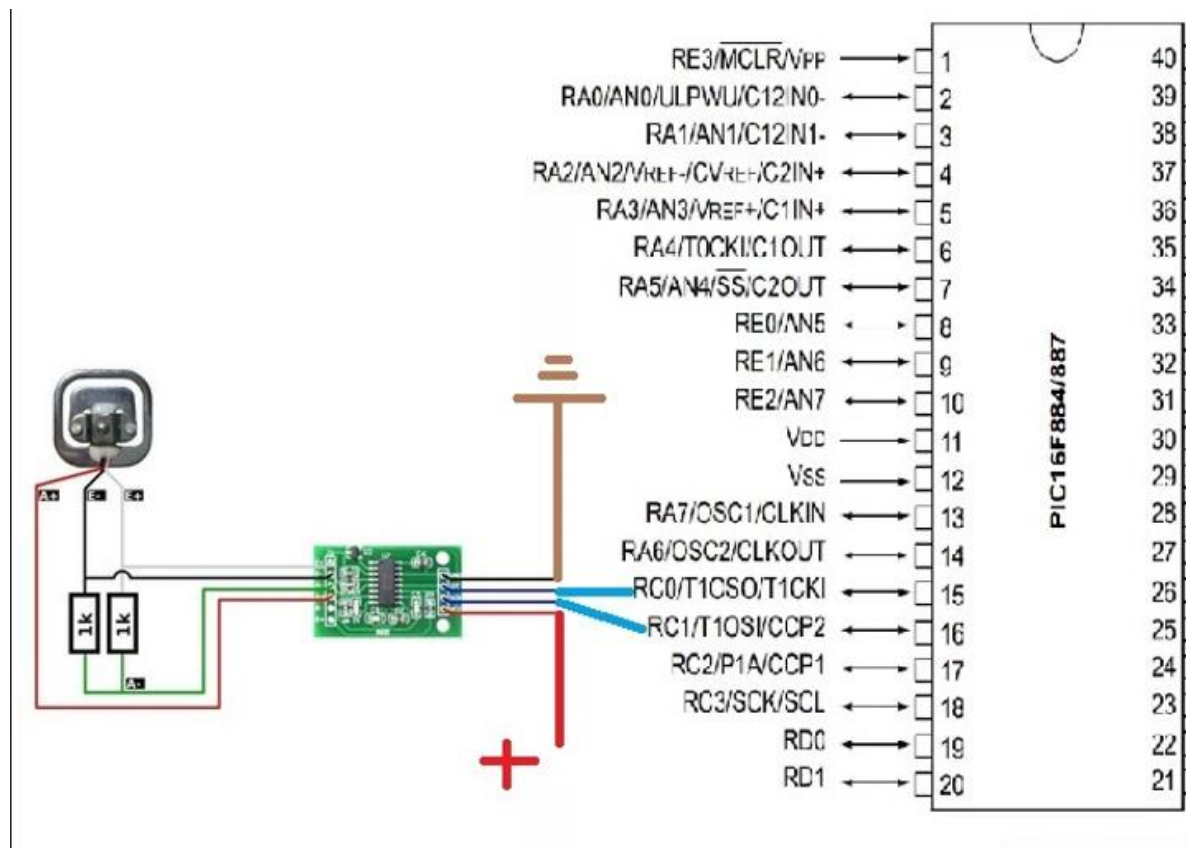 RE3/MCLR/VPP
RA0/AN0/ULPWU/C12IN0-
RA1/AN1/C12IN1-
RA2/AN2/VREF-/CVREF/C2IN+
RA3/AN3/VREF+/C1IN+
RA4/T0CKI/C1OUT
RA5/AN4/SS/C2OUT
RE0/AN5
RE1/AN6
RE2/AN7
VDD
VSS
RA7/OSC1/CLKIN
RA6/OSC2/CLKOUT
RC0/T1CSO/T1CKI
RC1/T1OSI/CCP2
RC2/P1A/CCP1
RC3/SCK/SCL
RD0
RD1
1
2
3
4
5
6
7
8
9
10
11
12
13
14
15
16
17
18
19
20
PIC16F884/887
40
39
38
37
36
35
34
33
32
31
30
29
28
27
26
25
24
23
22
21
A+ E- E+
1k 1k
A-
+